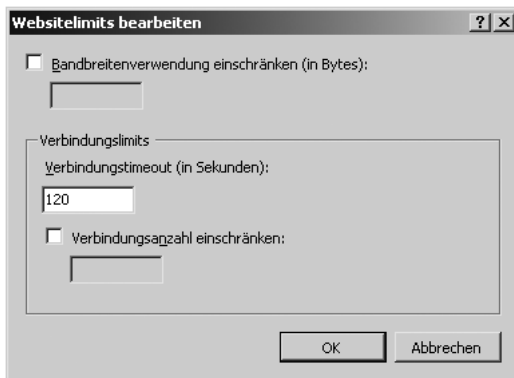 Websitelimits bearbeiten
Bandbreitenverwendung einschränken (in Bytes):
Verbindungslimits
Verbindungstimeout (in Sekunden):
120
Verbindungsanzahl einschränken:
OK Abbrechen